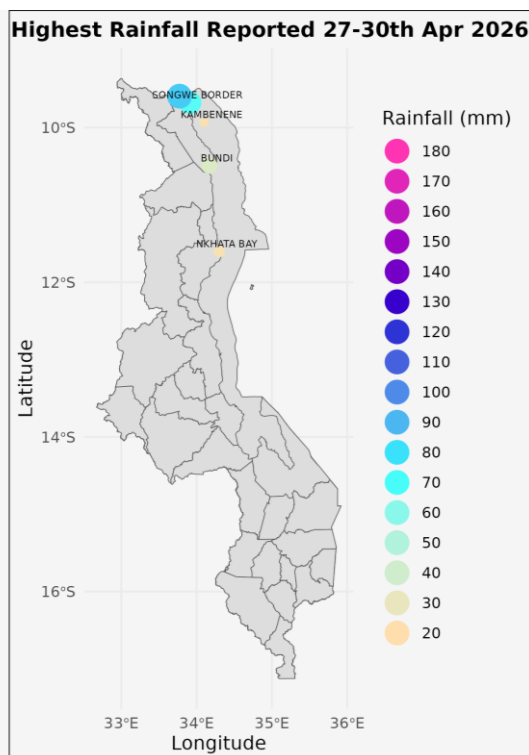 Highest Rainfall Reported 27-30th Apr 2026
SONGWE BORDER
KAMBENENE
BUNDI
NKHATA BAY
10°S
12°S
14°S
16°S
Latitude
33°E
34°E
35°E
36°E
Longitude
Rainfall (mm)
180
170
160
150
140
130
120
110
100
90
80
70
60
50
40
30
20